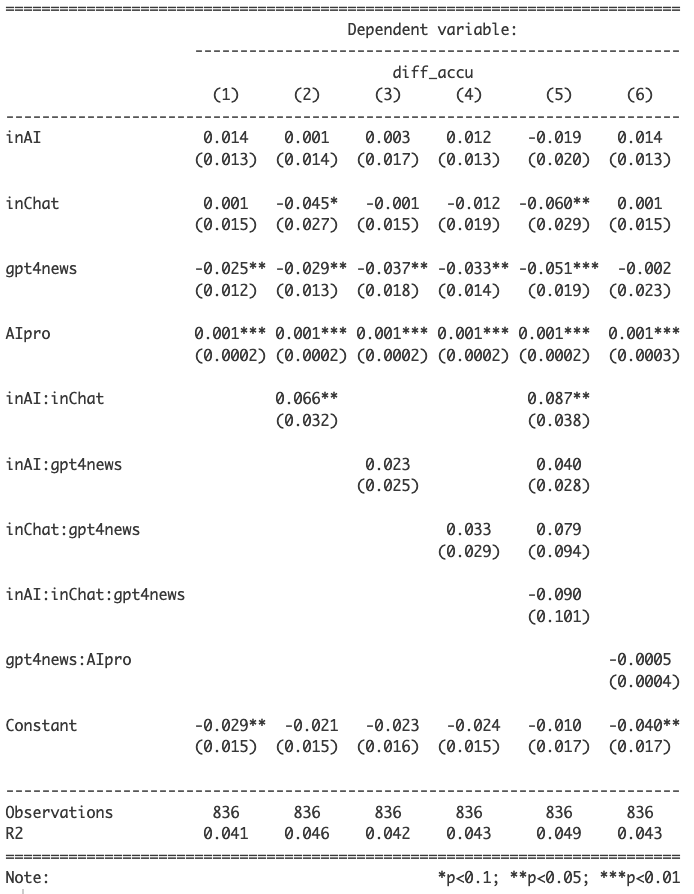 ===========================================================================
Dependent variable:
------------------------------------------------------
diff_accu
(1) (2) (3) (4) (5) (6)
---------------------------------------------------------------------------
inAI 0.014 0.001 0.003 0.012 -0.019 0.014
(0.013) (0.014) (0.017) (0.013) (0.020) (0.013)
inChat 0.001 -0.045* -0.001 -0.012 -0.060** 0.001
(0.015) (0.027) (0.015) (0.019) (0.029) (0.015)
gpt4news -0.025** -0.029** -0.037** -0.033** -0.051*** -0.002
(0.012) (0.013) (0.018) (0.014) (0.019) (0.023)
AIpro 0.001*** 0.001*** 0.001*** 0.001*** 0.001*** 0.001***
(0.0002) (0.0002) (0.0002) (0.0002) (0.0002) (0.0003)
inAI:inChat 0.066** 0.087**
(0.032) (0.038)
inAI:gpt4news 0.023 0.040
(0.025) (0.028)
inChat:gpt4news 0.033 0.079
(0.029) (0.094)
inAI:inChat:gpt4news -0.090
(0.101)
gpt4news:AIpro -0.0005
(0.0004)
Constant -0.029** -0.021 -0.023 -0.024 -0.010 -0.040**
(0.015) (0.015) (0.016) (0.015) (0.017) (0.017)
---------------------------------------------------------------------------
Observations 836 836 836 836 836 836
R2 0.041 0.046 0.042 0.043 0.049 0.043
===========================================================================
Note: *p<0.1; **p<0.05; ***p<0.01